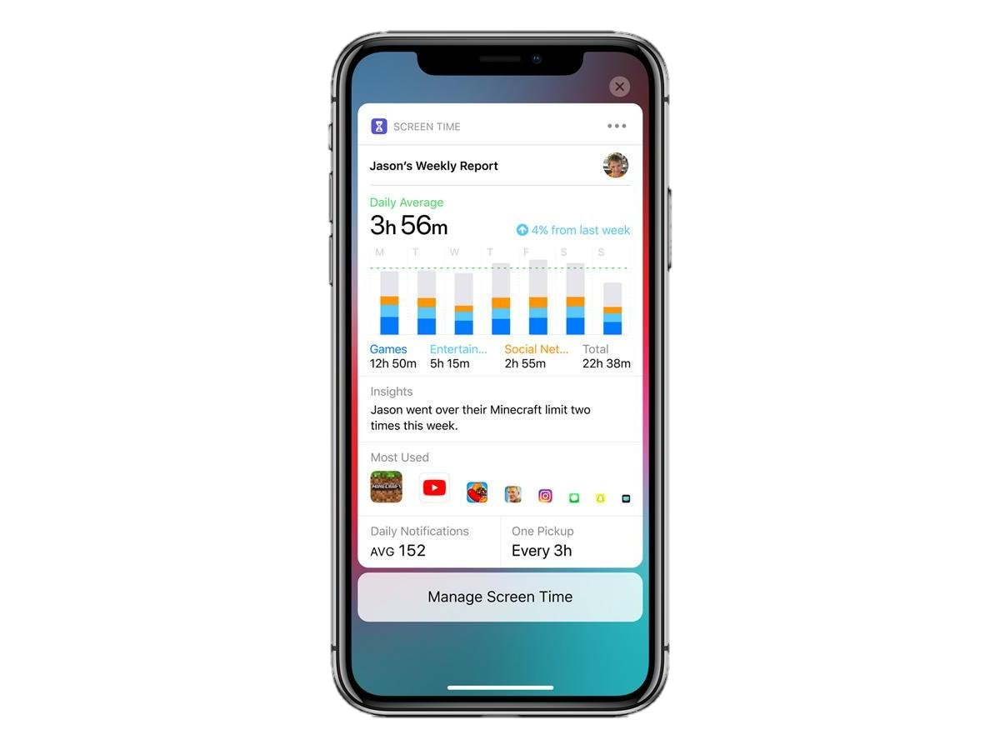 SCREEN TIME
Jason's Weekly Report
Daily Average
3h 56m
4% from last week
M T W T F S S
Games Entertain... Social Net... Total
12h 50m 5h 15m 2h 55m 22h 38m
Insights
Jason went over their Minecraft limit two
times this week.
Most Used
MINECRAFT
Daily Notifications One Pickup
AVG 152 Every 3h
Manage Screen Time